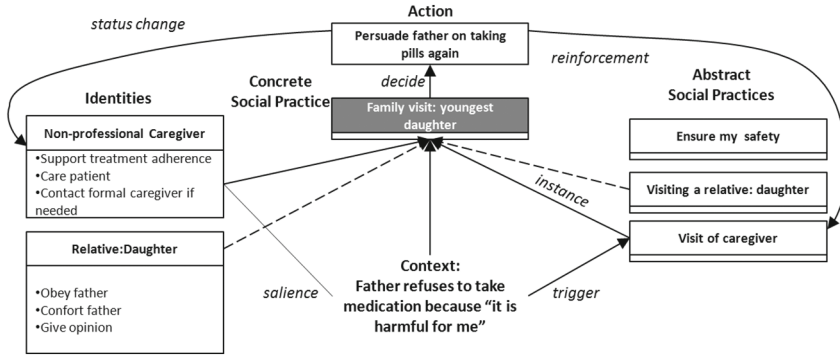 Action
status change
Persuade father on taking
pills again
reinforcement
decide
Concrete
Social Practice
Abstract
Social Practices
Identities
Family visit: youngest
daughter
Non-professional Caregiver
•Support treatment adherence
•Care patient
•Contact formal caregiver if
needed
Ensure my safety
instance
Visiting a relative: daughter
Visit of caregiver
Relative:Daughter
•Obey father
•Confort father
•Give opinion
salience
Context:
Father refuses to take
medication because “it is
harmful for me”
trigger